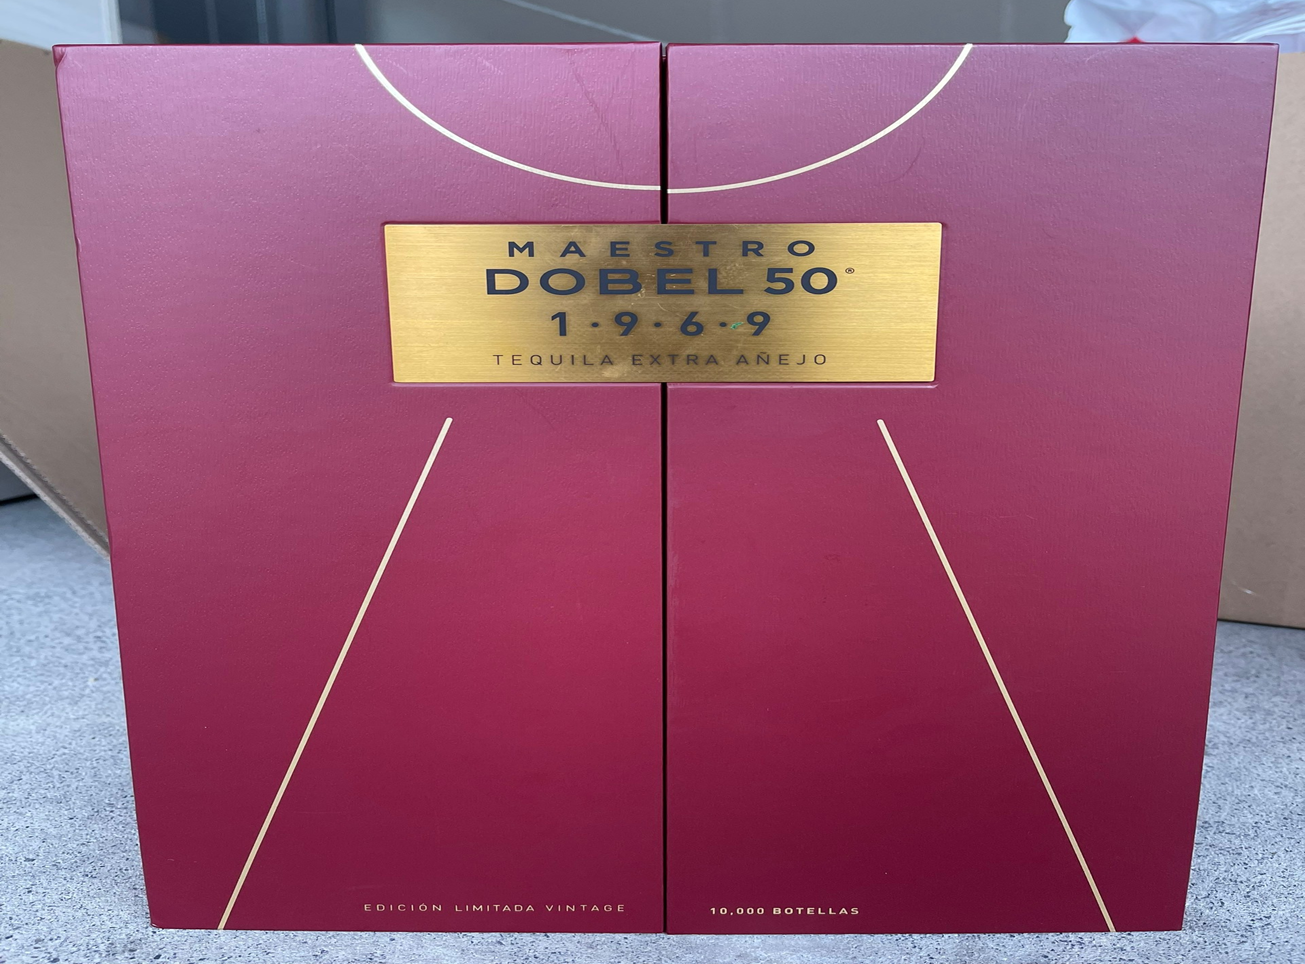 MAESTRO
DOBEL 50®
1·9·6·9
TEQUILA EXTRA AÑEJO
EDICIÓN LIMITADA VINTAGE
10,000 BOTELLAS